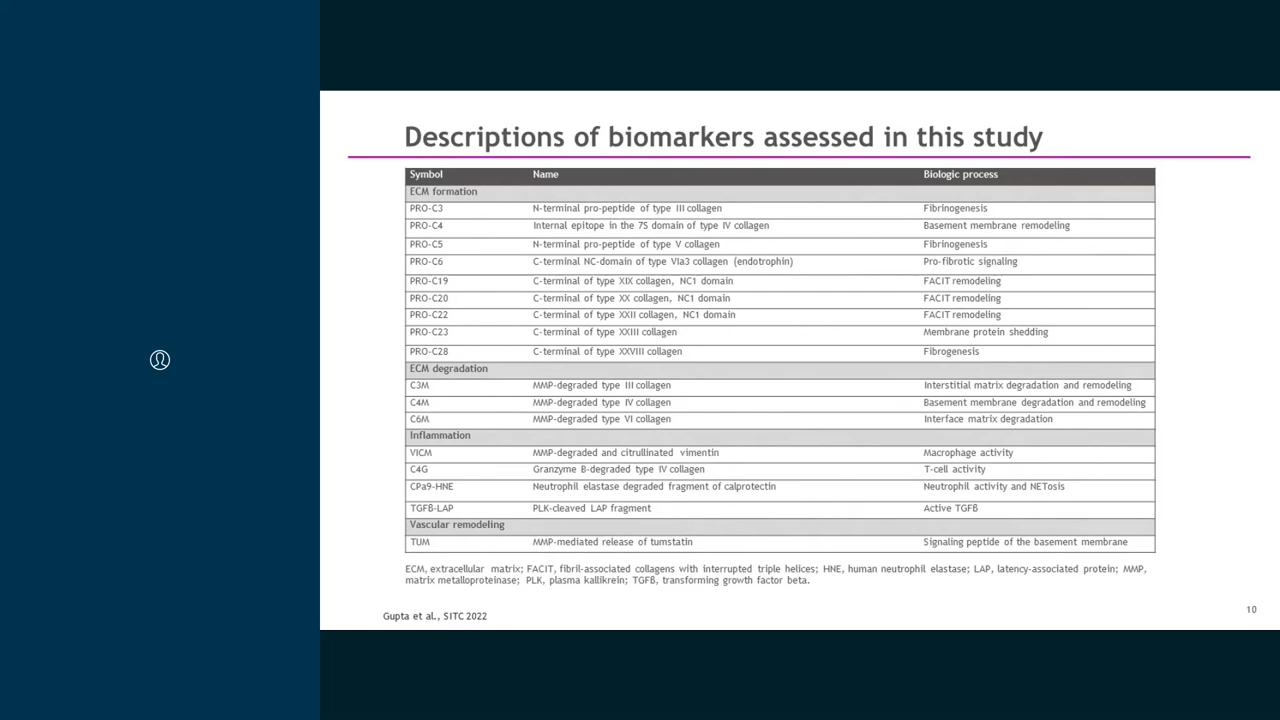 Descriptions of biomarkers assessed in this study
Symbol Name Biologic process
ECM formation
PRO-C3 N-terminal pro-peptide of type III collagen Fibrinogenesis
PRO-C4 Internal epitope in the 7S domain of type IV collagen Basement membrane remodeling
PRO-C5 N-terminal pro-peptide of type V collagen Fibrinogenesis
PRO-C6 C-terminal NC-domain of type VIa3 collagen (endotrophin) Pro-fibrotic signaling
PRO-C19 C-terminal of type XIX collagen, NC1 domain FACIT remodeling
PRO-C20 C-terminal of type XX collagen, NC1 domain FACIT remodeling
PRO-C22 C-terminal of type XXII collagen, NC1 domain FACIT remodeling
PRO-C23 C-terminal of type XXIII collagen Membrane protein shedding
PRO-C28 C-terminal of type XXVIII collagen Fibrogenesis
ECM degradation
C3M MMP-degraded type III collagen Interstitial matrix degradation and remodeling
C4M MMP-degraded type IV collagen Basement membrane degradation and remodeling
C6M MMP-degraded type VI collagen Interface matrix degradation
Inflammation
VICM MMP-degraded and citrullinated vimentin Macrophage activity
C4G Granzyme B-degraded type IV collagen T-cell activity
CPa9-HNE Neutrophil elastase degraded fragment of calprotectin Neutrophil activity and NETosis
TGFß-LAP PLK-cleaved LAP fragment Active TGFß
Vascular remodeling
TUM MMP-mediated release of tumstatin Signaling peptide of the basement membrane
ECM, extracellular matrix; FACIT, fibril-associated collagens with interrupted triple helices; HNE, human neutrophil elastase; LAP, latency-associated protein; MMP,
matrix metalloproteinase; PLK, plasma kallikrein; TGFß, transforming growth factor beta.
Gupta et al., SITC 2022
10